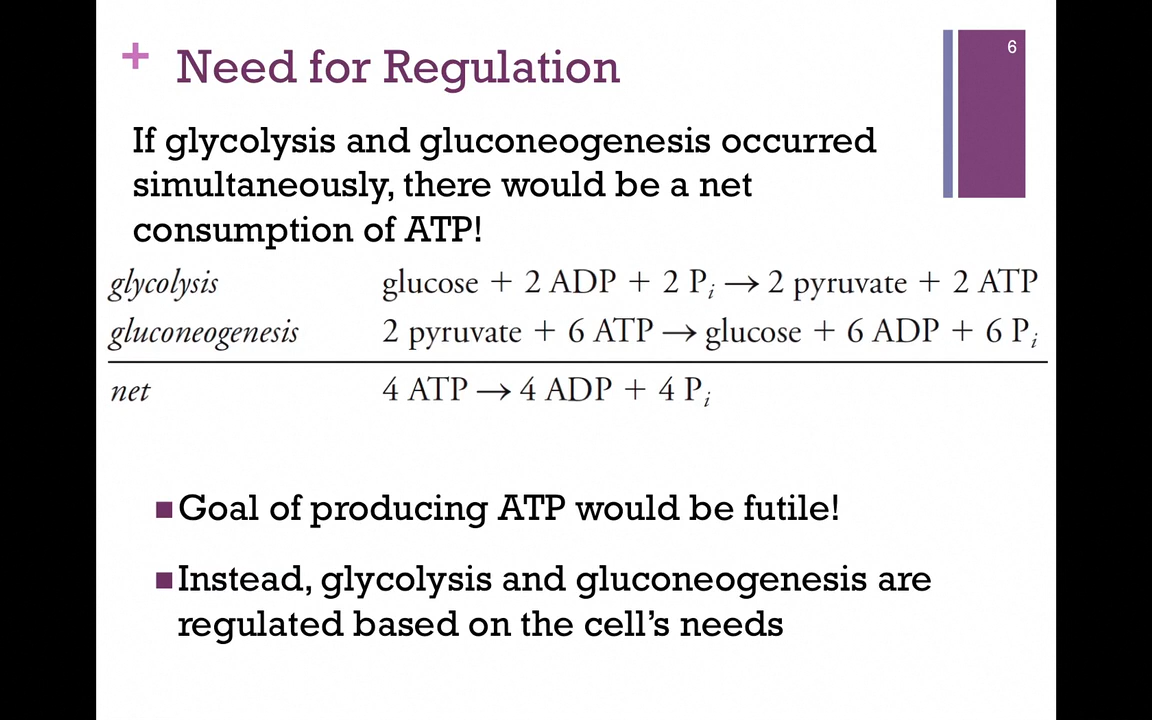 6
+ Need for Regulation
If glycolysis and gluconeogenesis occurred
simultaneously, there would be a net
consumption of ATP!
glycolysis glucose + 2 ADP + 2 Pᵢ → 2 pyruvate + 2 ATP
gluconeogenesis 2 pyruvate + 6 ATP → glucose + 6 ADP + 6 Pᵢ
net 4 ATP → 4 ADP + 4 Pᵢ
■ Goal of producing ATP would be futile!
■ Instead, glycolysis and gluconeogenesis are
regulated based on the cell’s needs